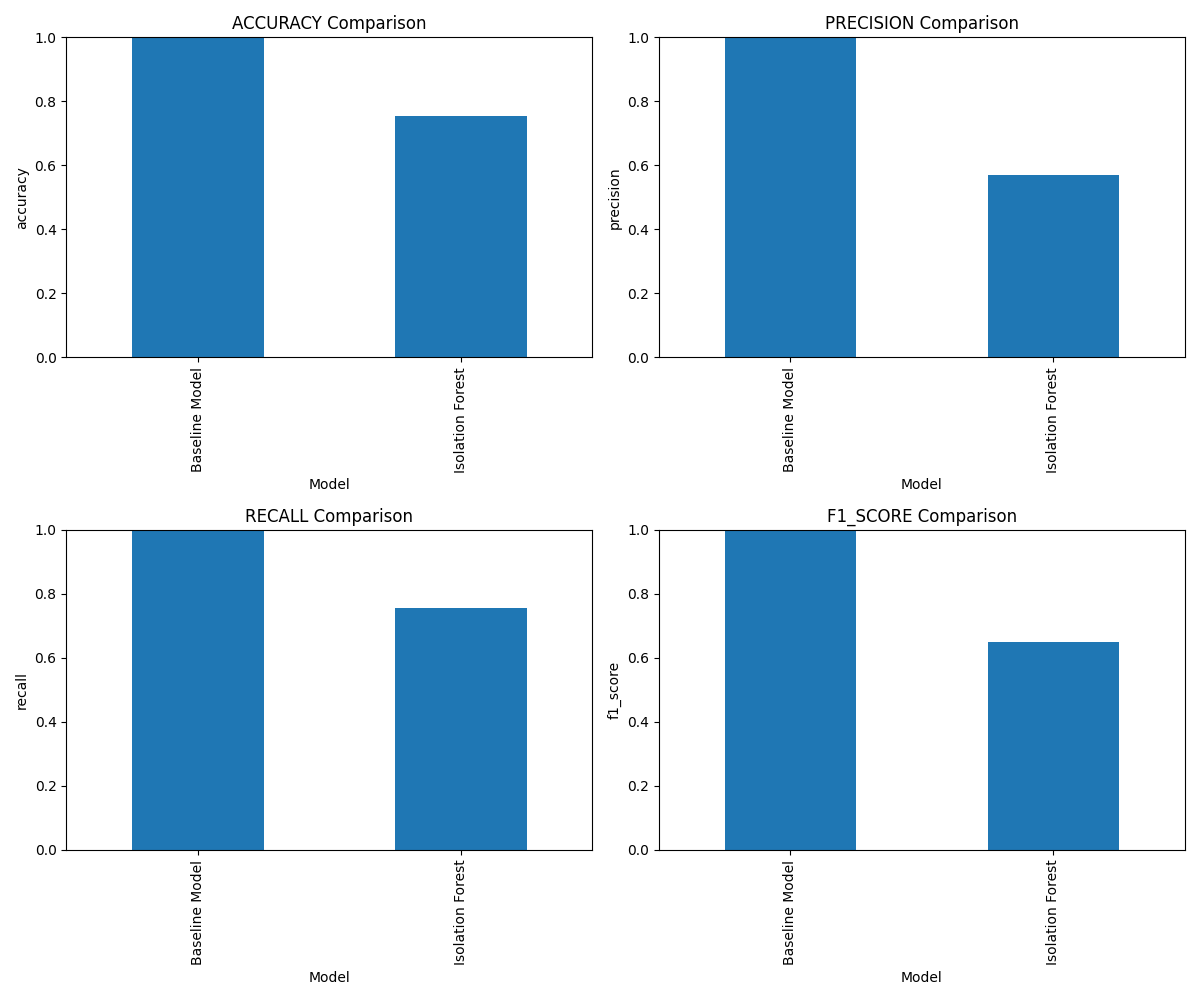 ACCURACY Comparison
1.0
0.8
0.6
0.4
0.2
0.0
accuracy
Baseline Model
Isolation Forest
Model
PRECISION Comparison
1.0
0.8
0.6
0.4
0.2
0.0
precision
Baseline Model
Isolation Forest
Model
RECALL Comparison
1.0
0.8
0.6
0.4
0.2
0.0
recall
Baseline Model
Isolation Forest
Model
F1_SCORE Comparison
1.0
0.8
0.6
0.4
0.2
0.0
f1_score
Baseline Model
Isolation Forest
Model